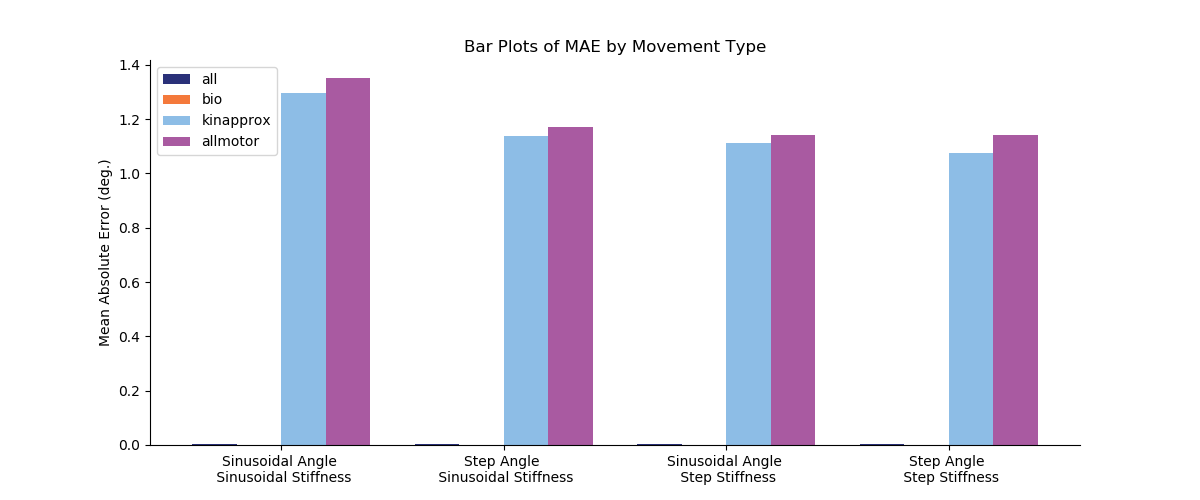 Bar Plots of MAE by Movement Type
all
bio
kinapprox
allmotor
Mean Absolute Error (deg.)
1.4
1.2
1.0
0.8
0.6
0.4
0.2
0.0
Sinusoidal Angle
Sinusoidal Stiffness
Step Angle
Sinusoidal Stiffness
Sinusoidal Angle
Step Stiffness
Step Angle
Step Stiffness